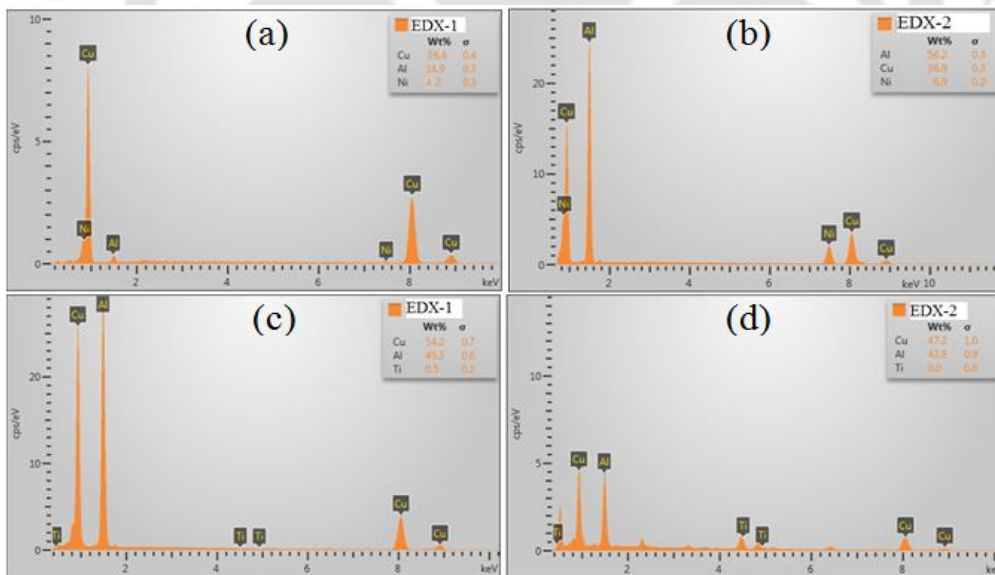 (a)
EDX-1
Wt% σ
Cu 76.4 0.4
Al 18.9 0.3
Ni 4.7 0.3
10
5
0
cps/eV
Cu
Ni
Al
Ni
Cu
Cu
2 4 6 8 keV
(b)
EDX-2
Wt% σ
Al 56.2 0.3
Cu 36.9 0.3
Ni 6.9 0.2
20
10
0
cps/eV
Al
Cu
Ni
Ni
Cu
Cu
2 4 6 8 keV 10
(c)
EDX-1
Wt% σ
Cu 54.2 0.7
Al 45.3 0.6
Ti 0.5 0.2
20
10
0
cps/eV
Al
Cu
Ti
Ti
Ti
Cu
Cu
2 4 6 8 keV
(d)
EDX-2
Wt% σ
Cu 47.2 1.0
Al 43.8 0.9
Ti 9.0
10
5
0
cps/eV
Cu
Al
Ti
Ti
Ti
Cu
Cu
2 4 6 8 keV